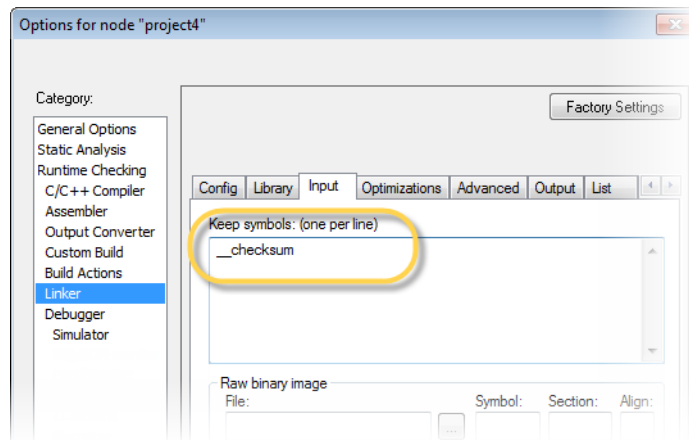 Options for node "project4"
Category:
Factory Settings
General Options
Static Analysis
Runtime Checking
C/C++ Compiler
Assembler
Output Converter
Custom Build
Build Actions
Linker
Debugger
Simulator
Config Library Input Optimizations Advanced Output List
Keep symbols: (one per line)
__checksum
Raw binary image
File: Symbol: Section: Align:
...